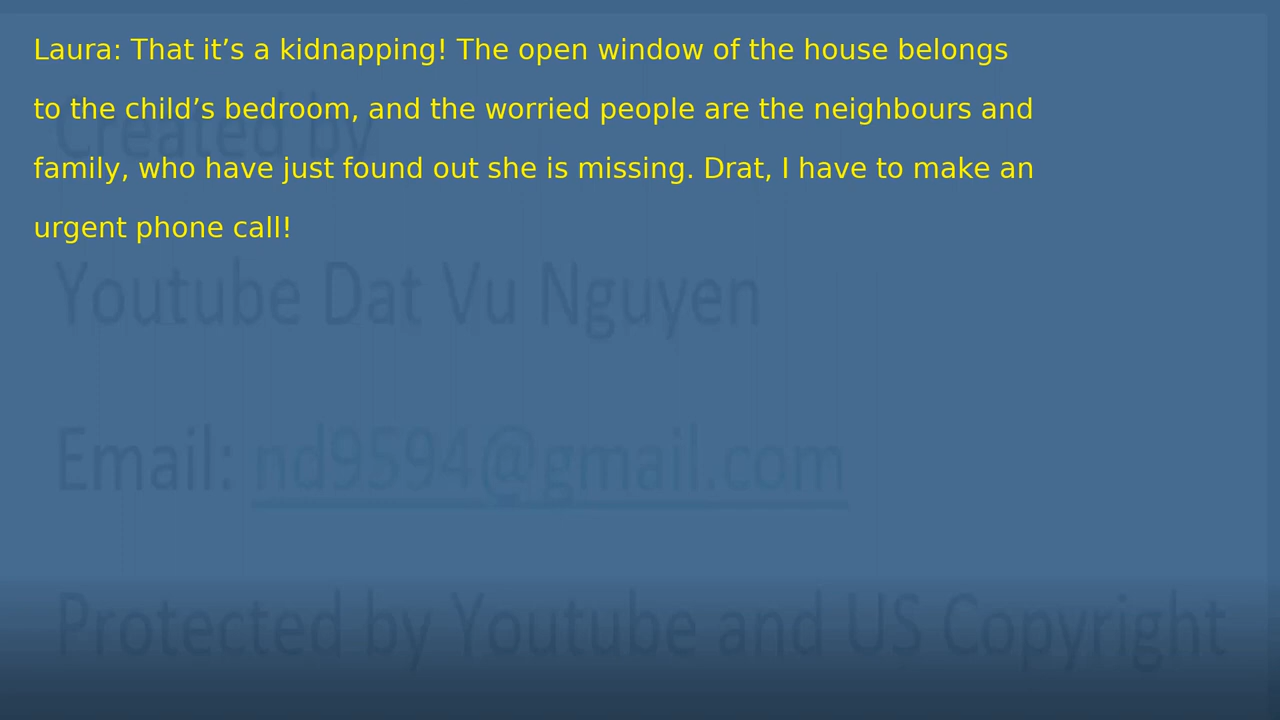 Laura: That it’s a kidnapping! The open window of the house belongs
to the child’s bedroom, and the worried people are the neighbours and
family, who have just found out she is missing. Drat, I have to make an
urgent phone call!
Created by
Youtube Dat Vu Nguyen
Email: nd9594@gmail.com
Protected by Youtube and US Copyright